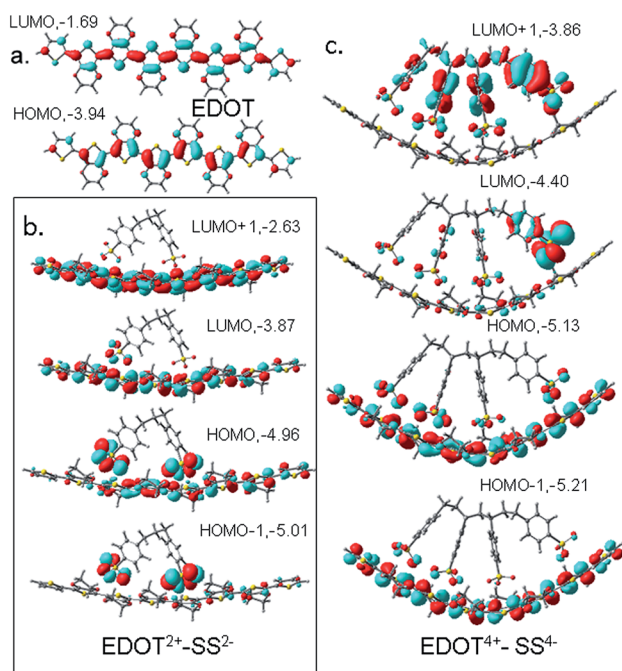 LUMO,-1.69
a.
EDOT
HOMO,-3.94
b.
LUMO+1,-2.63
LUMO,-3.87
HOMO,-4.96
HOMO-1,-5.01
EDOT²⁺-SS²⁻
c.
LUMO+1,-3.86
LUMO,-4.40
HOMO,-5.13
HOMO-1,-5.21
EDOT⁴⁺- SS⁴⁻